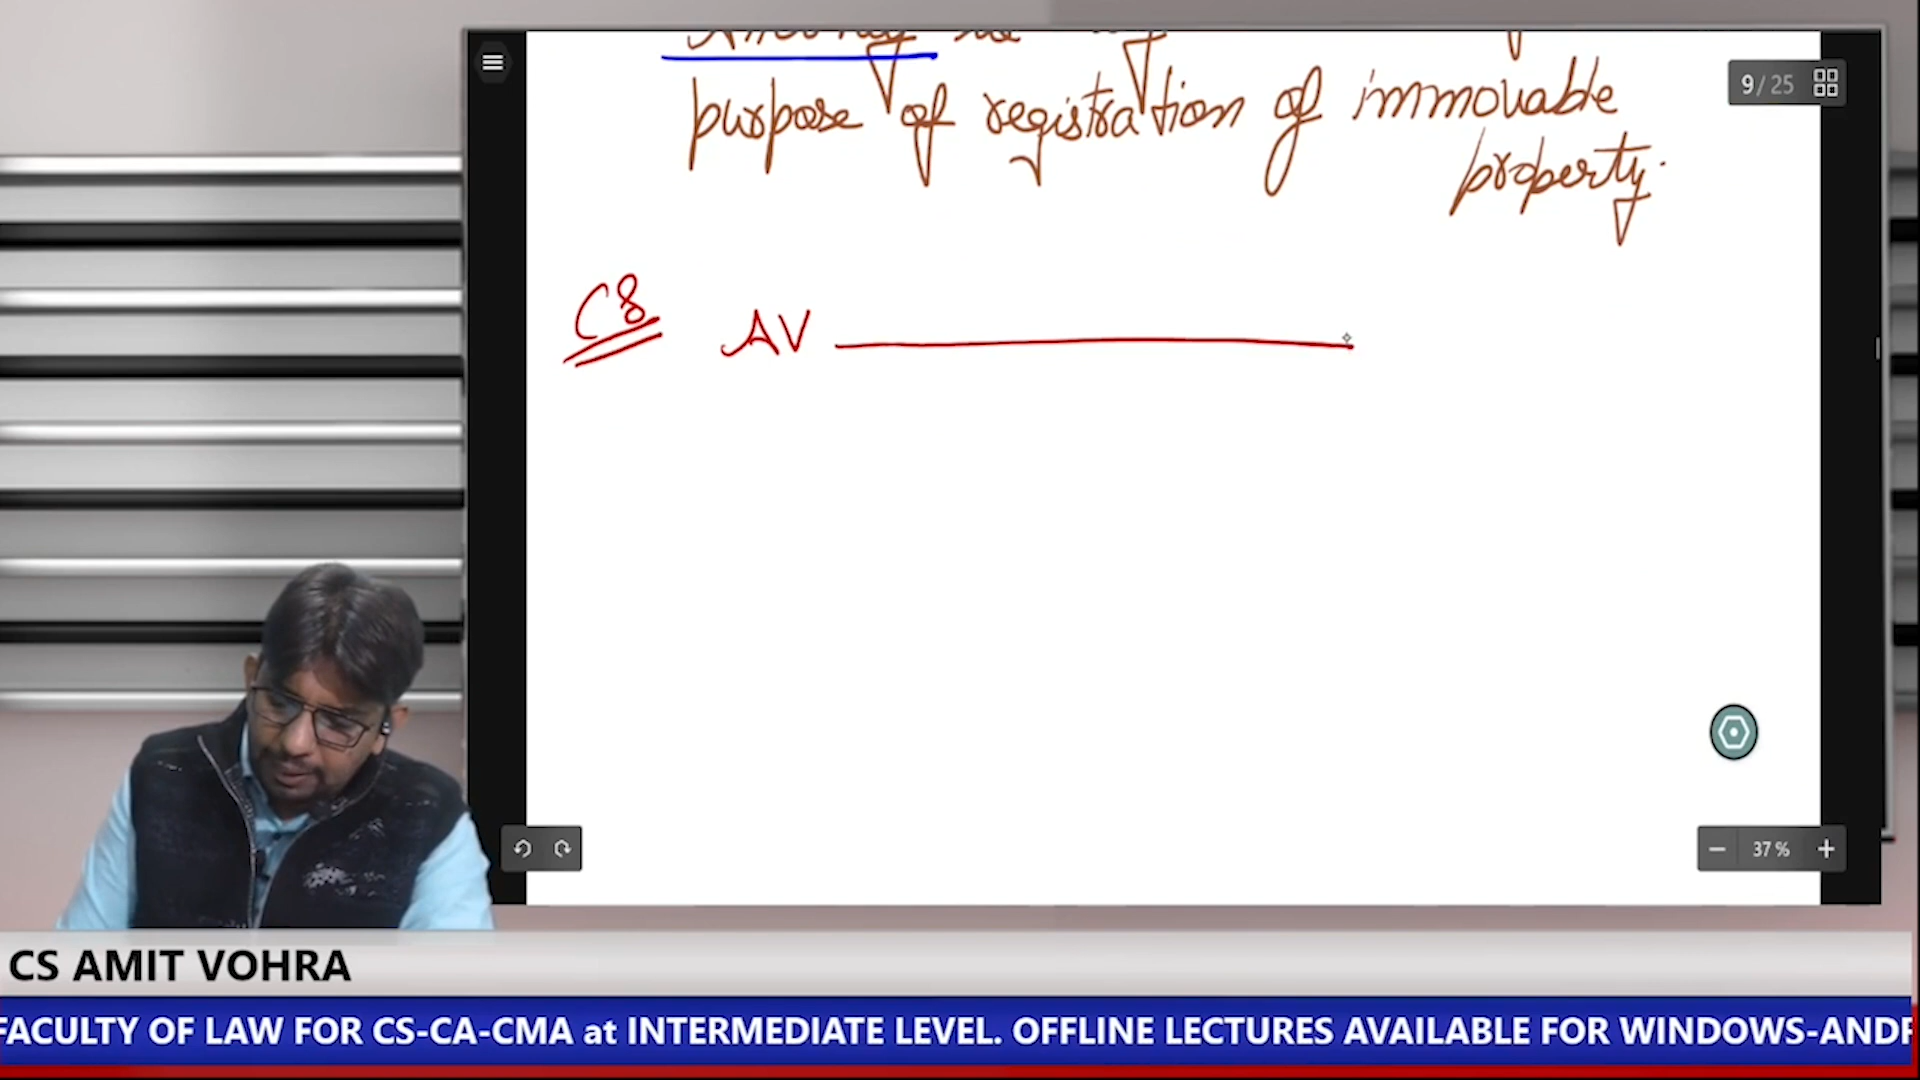 purpose of registration of immovable
property.
9 / 25
C8
AV
37 %
CS AMIT VOHRA
FACULTY OF LAW FOR CS-CA-CMA at INTERMEDIATE LEVEL. OFFLINE LECTURES AVAILABLE FOR WINDOWS-ANDR